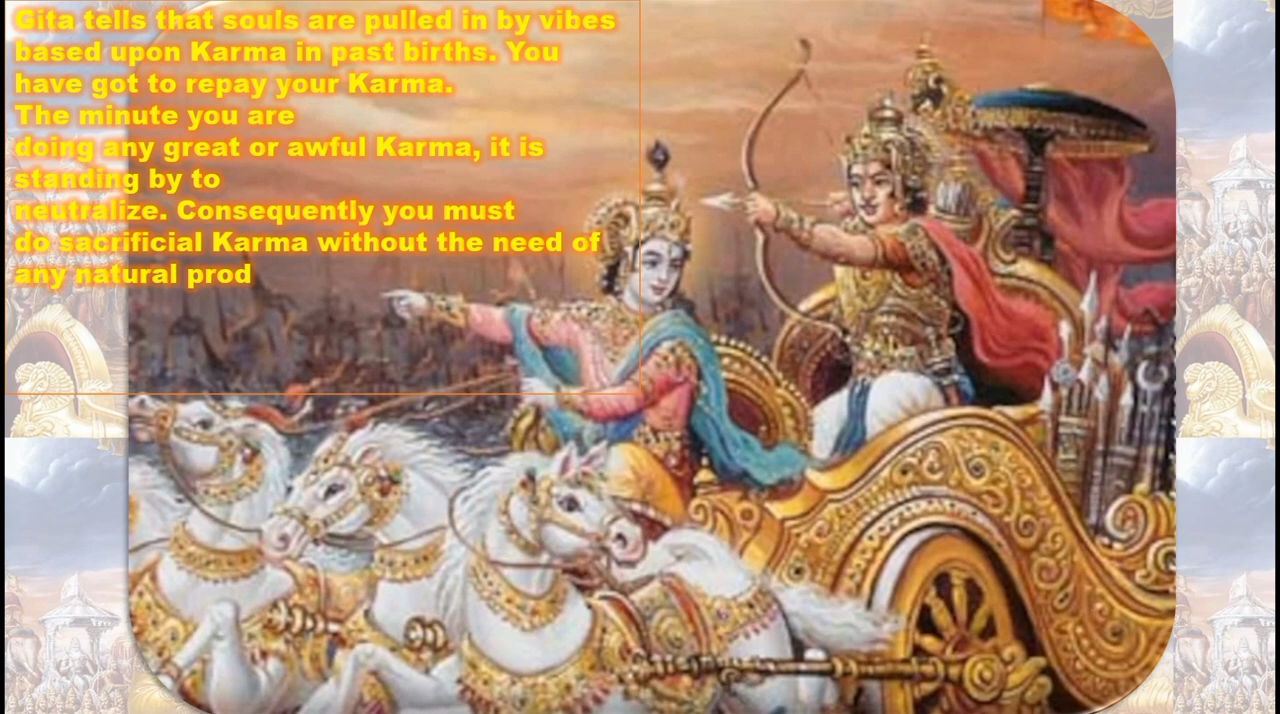 Gita tells that souls are pulled in by vibes
based upon Karma in past births. You
have got to repay your Karma.
The minute you are
doing any great or awful Karma, it is
standing by to
neutralize. Consequently you must
do sacrificial Karma without the need of
any natural prod